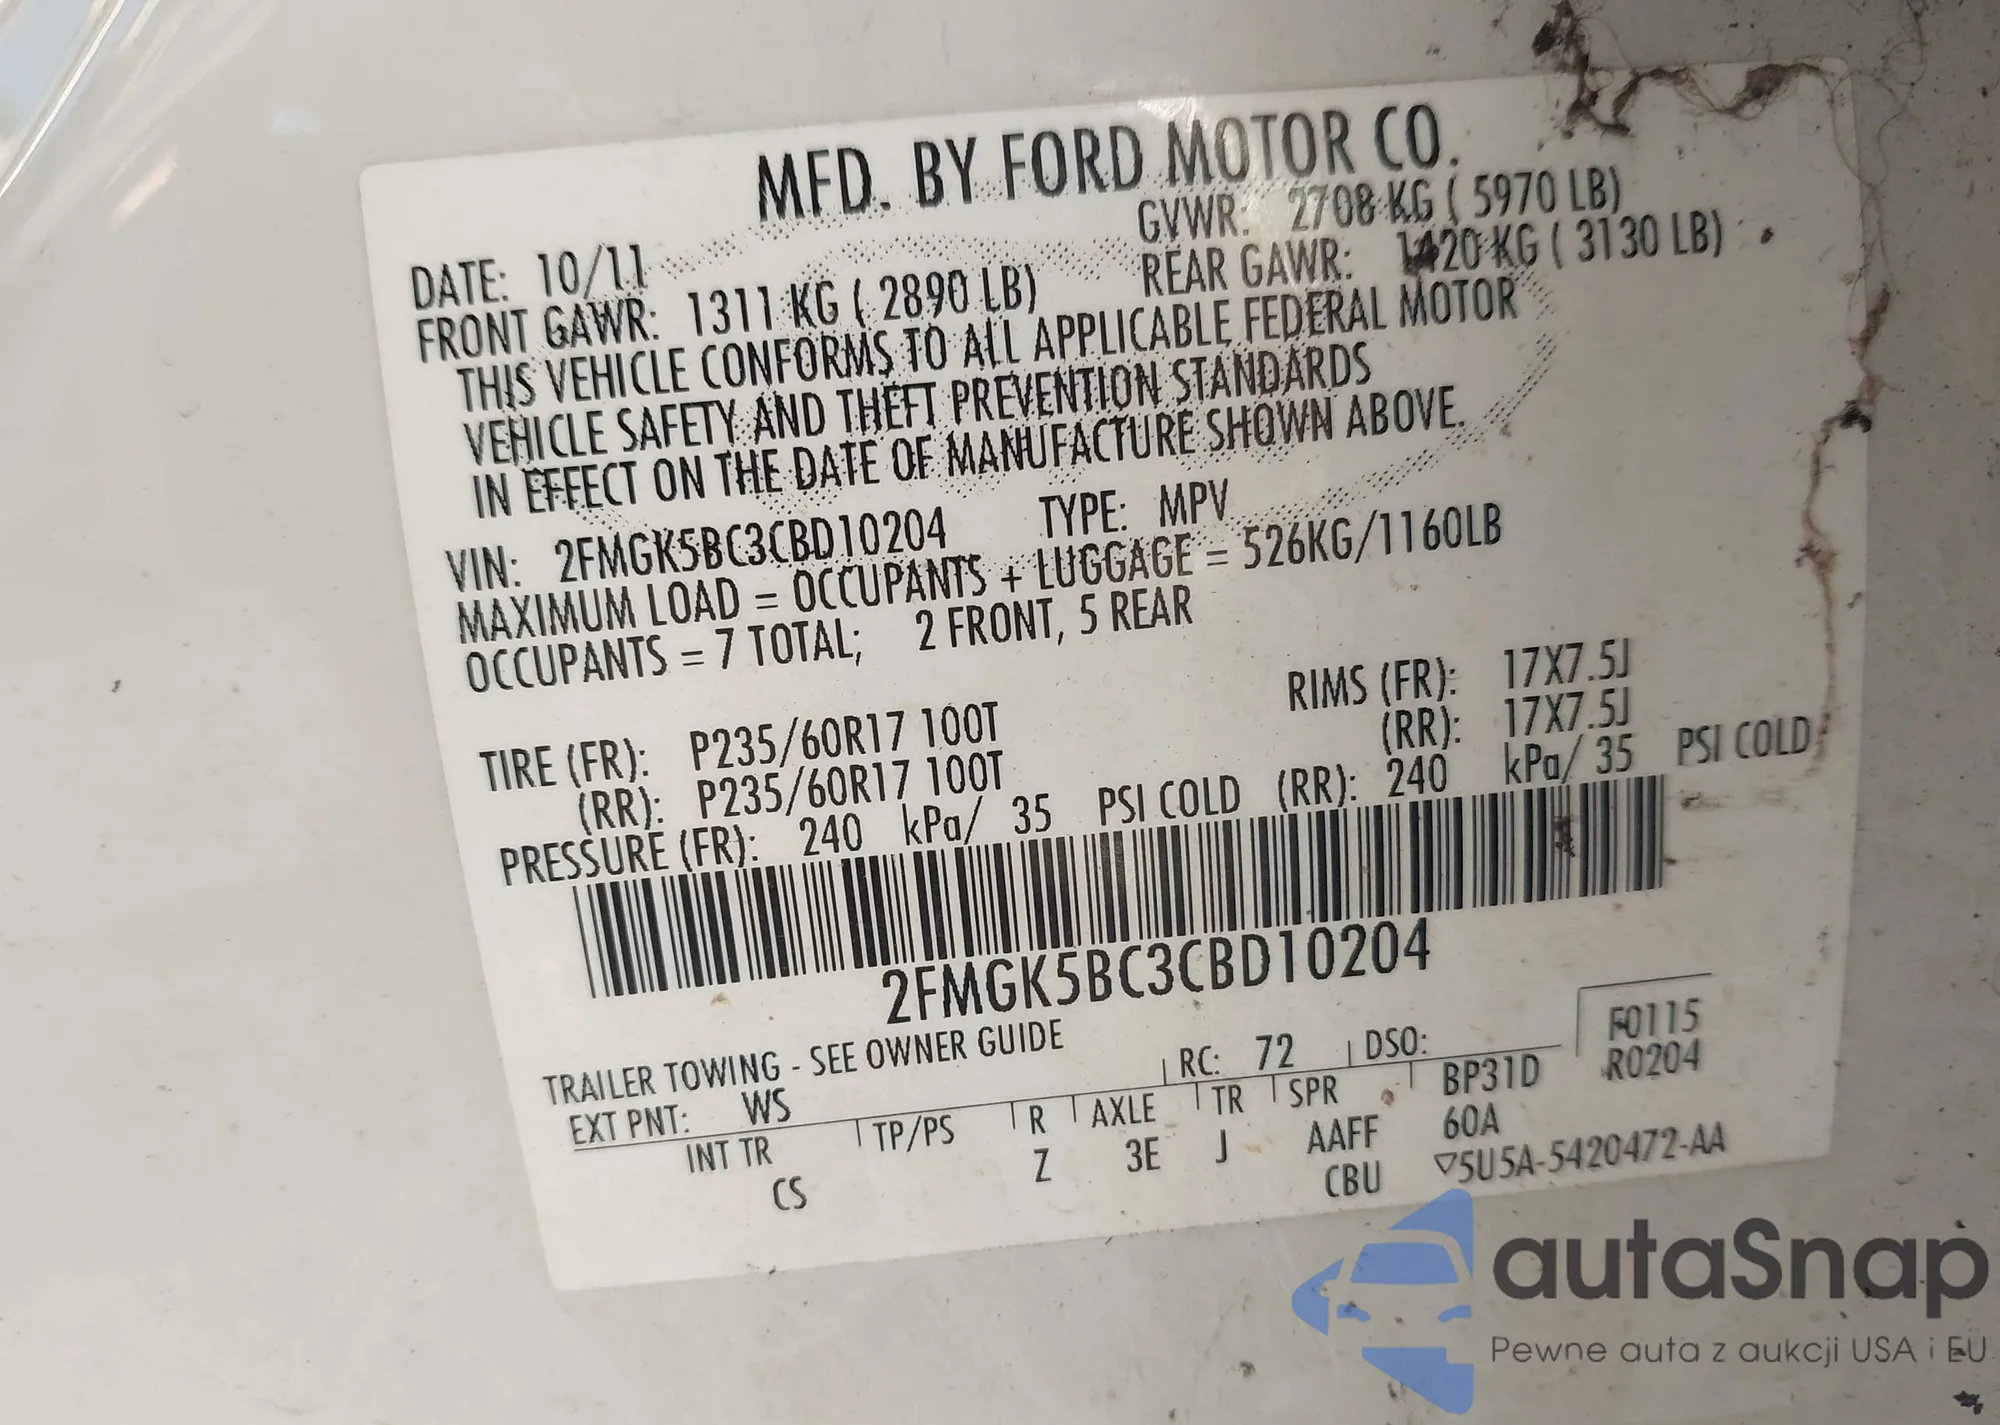 MFD. BY FORD MOTOR CO.
DATE: 10/11 GVWR: 2708 KG ( 5970 LB)
FRONT GAWR: 1311 KG ( 2890 LB) REAR GAWR: 1420 KG ( 3130 LB)
THIS VEHICLE CONFORMS TO ALL APPLICABLE FEDERAL MOTOR
VEHICLE SAFETY AND THEFT PREVENTION STANDARDS
IN EFFECT ON THE DATE OF MANUFACTURE SHOWN ABOVE.
VIN: 2FMGK5BC3CBD10204 TYPE: MPV
MAXIMUM LOAD = OCCUPANTS + LUGGAGE = 526KG/1160LB
OCCUPANTS = 7 TOTAL; 2 FRONT, 5 REAR
TIRE (FR): P235/60R17 100T RIMS (FR): 17X7.5J
(RR): P235/60R17 100T (RR): 17X7.5J
PRESSURE (FR): 240 kPa/ 35 PSI COLD (RR): 240 kPa/ 35 PSI COLD
2FMGK5BC3CBD10204
TRAILER TOWING - SEE OWNER GUIDE
F0115
EXT PNT: WS RC: 72 DSO: R0204
INT TR TP/PS R AXLE TR SPR BP31D
CS Z 3E J AAFF 60A
CBU ▽5U5A-5420472-AA
autaSnap
Pewne auta z aukcji USA i EU